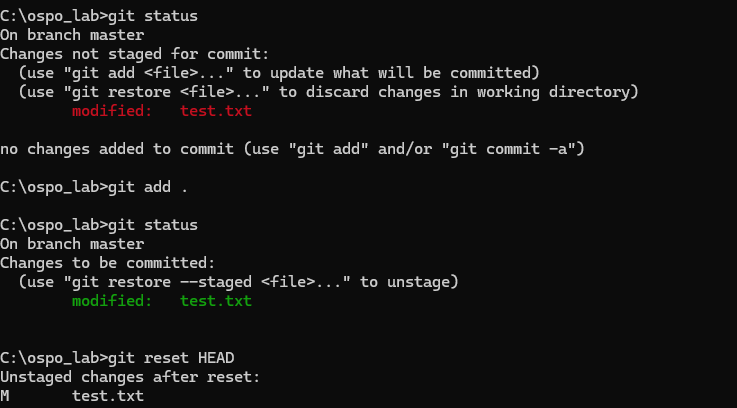 C:\ospo_lab>git status
On branch master
Changes not staged for commit:
  (use "git add <file>..." to update what will be committed)
  (use "git restore <file>..." to discard changes in working directory)
        modified:   test.txt

no changes added to commit (use "git add" and/or "git commit -a")

C:\ospo_lab>git add .

C:\ospo_lab>git status
On branch master
Changes to be committed:
  (use "git restore --staged <file>..." to unstage)
        modified:   test.txt


C:\ospo_lab>git reset HEAD
Unstaged changes after reset:
M       test.txt